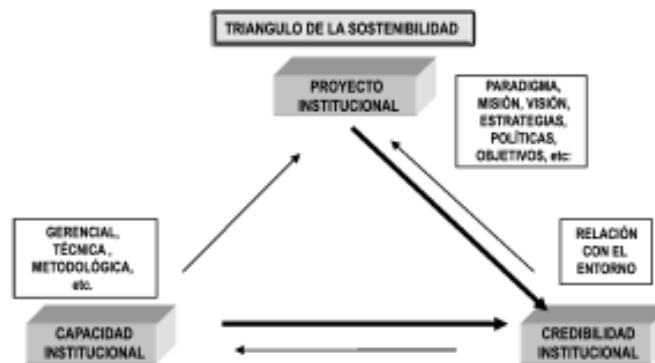 TRIANGULO DE LA SOSTENIBILIDAD
PROYECTO
INSTITUCIONAL
PARADIGMA,
MISIÓN, VISIÓN,
ESTRATEGIAS,
POLÍTICAS,
OBJETIVOS, etc:
GERENCIAL,
TÉCNICA ,
METODOLÓGICA,
etc.
RELACIÓN
CON EL
ENTORNO
CAPACIDAD
INSTITUCIONAL
CREDIBILIDAD
INSTITUCIONAL